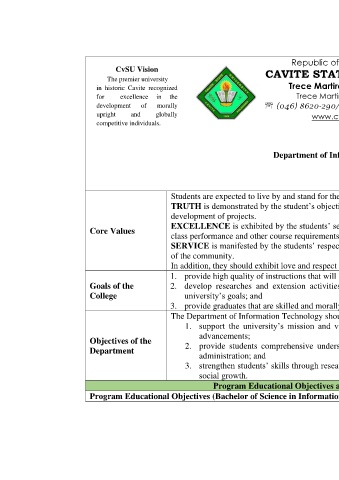 CvSU Vision
The premier university
in historic Cavite recognized
for excellence in the
development of morally
upright and globally
competitive individuals.
Republic of
CAVITE STAT
Trece Martir
Trece Marti
(046) 8620-290/
www.c
Department of Inf
Core Values
Students are expected to live by and stand for the
TRUTH is demonstrated by the student's objecti
development of projects.
EXCELLENCE is exhibited by the students' se
class performance and other course requirements
SERVICE is manifested by the students' respec
of the community.
In addition, they should exhibit love and respect
Goals of the
College
1. provide high quality of instructions that will
2. develop researches and extension activities
university's goals; and
3. provide graduates that are skilled and morally
Objectives of the
Department
The Department of Information Technology shou
1. support the university's mission and v
advancements;
2. provide students comprehensive unders
administration; and
3. strengthen students' skills through resea
social growth.
Program Educational Objectives a
Program Educational Objectives (Bachelor of Science in Informatio